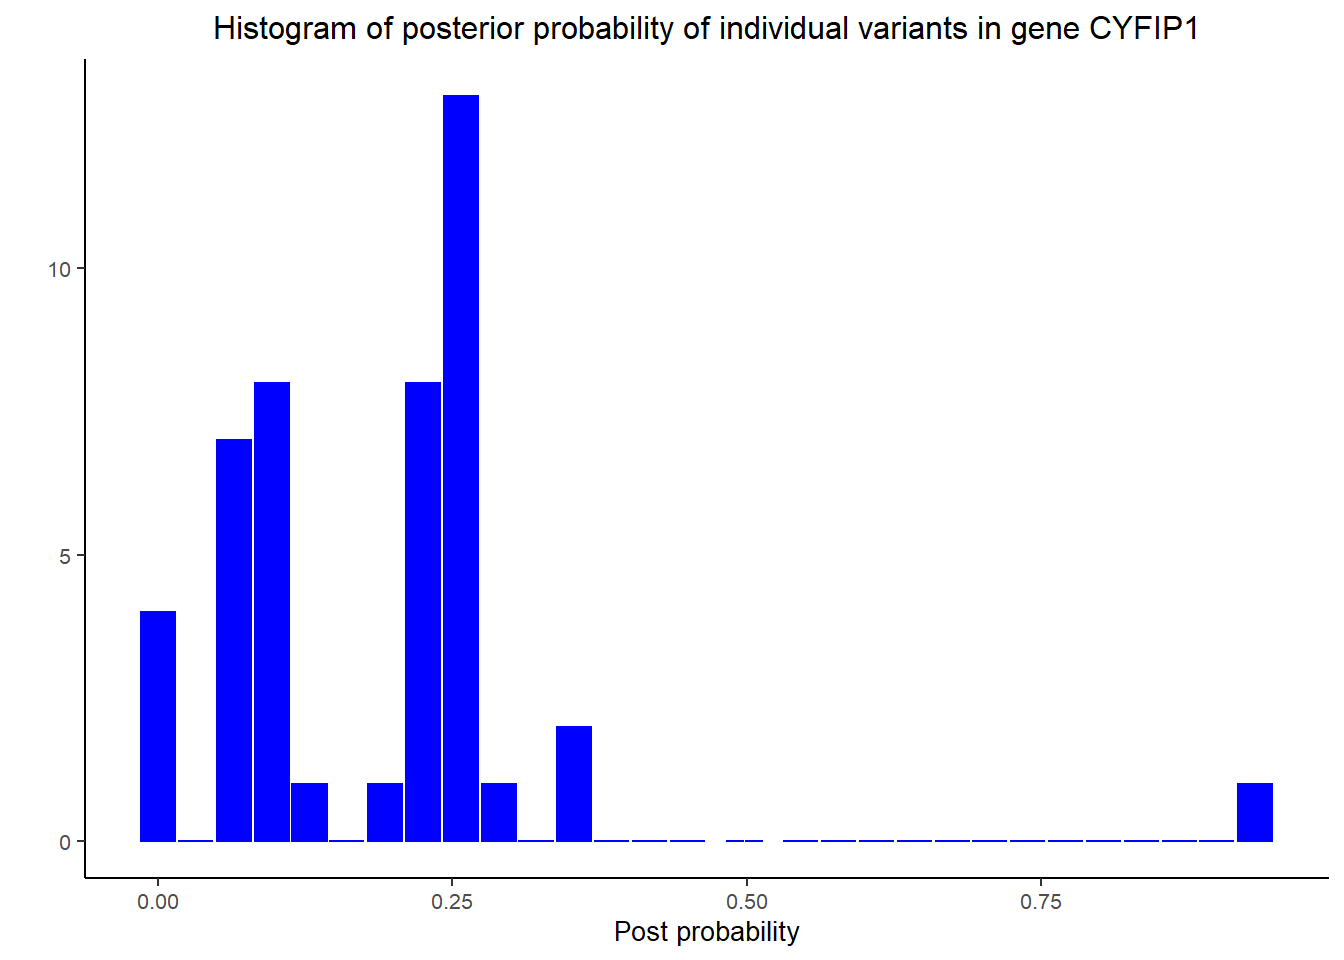 Histogram of posterior probability of individual variants in gene CYFIP1
10
5
0
0.00 0.25 0.50 0.75
Post probability